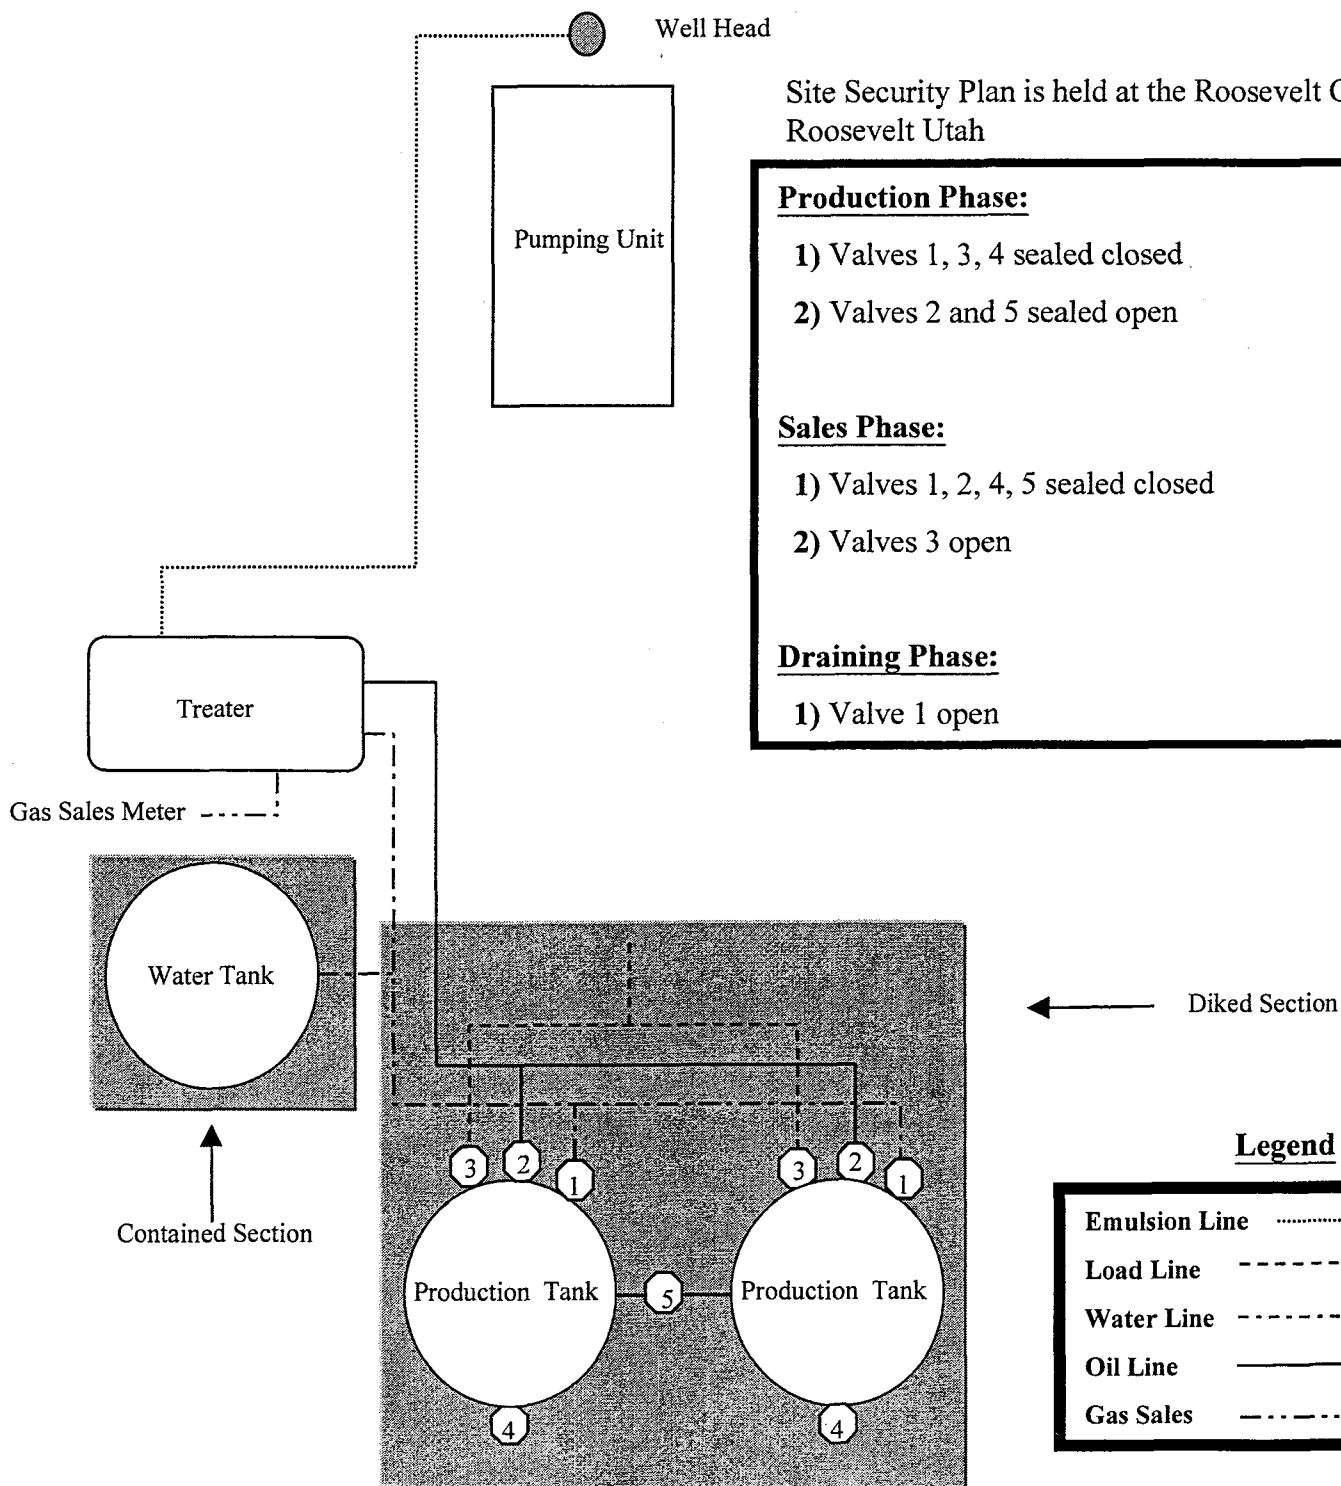 Well Head
Site Security Plan is held at the Roosevelt
Roosevelt Utah
Pumping Unit
Production Phase:
1) Valves 1, 3, 4 sealed closed
2) Valves 2 and 5 sealed open
Sales Phase:
1) Valves 1, 2, 4, 5 sealed closed
2) Valves 3 open
Draining Phase:
1) Valve 1 open
Treater
Gas Sales Meter
Water Tank
Diked Section
Contained Section
3 2 1
3 2 1
Production Tank
5
Production Tank
4
4
Legend
Emulsion Line
Load Line
Water Line
Oil Line
Gas Sales